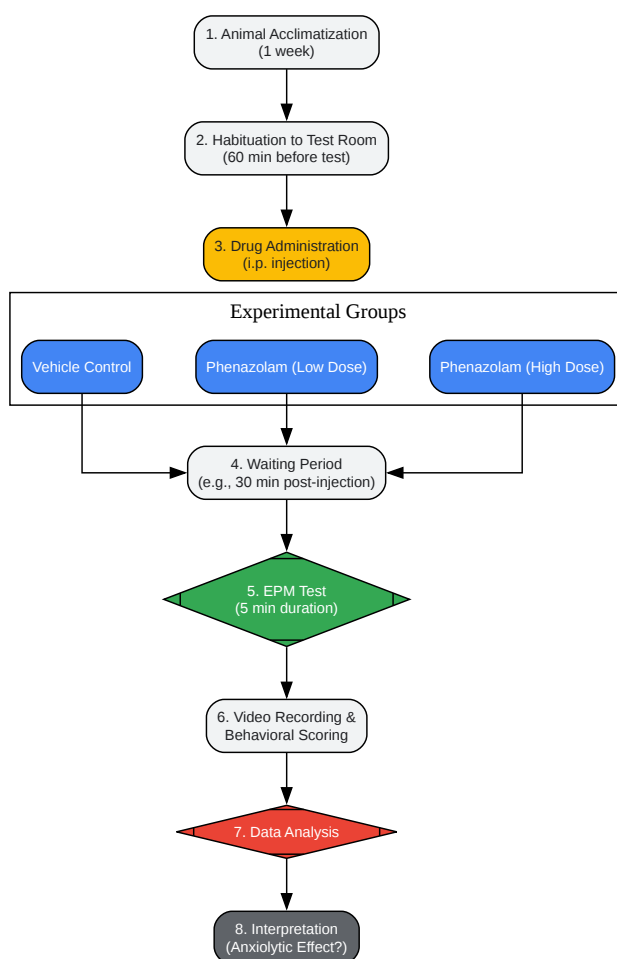 1. Animal Acclimatization
(1 week)
2. Habituation to Test Room
(60 min before test)
3. Drug Administration
(i.p. injection)
Experimental Groups
Vehicle Control
Phenazolam (Low Dose)
Phenazolam (High Dose)
4. Waiting Period
(e.g., 30 min post-injection)
5. EPM Test
(5 min duration)
6. Video Recording &
Behavioral Scoring
7. Data Analysis
8. Interpretation
(Anxiolytic Effect?)